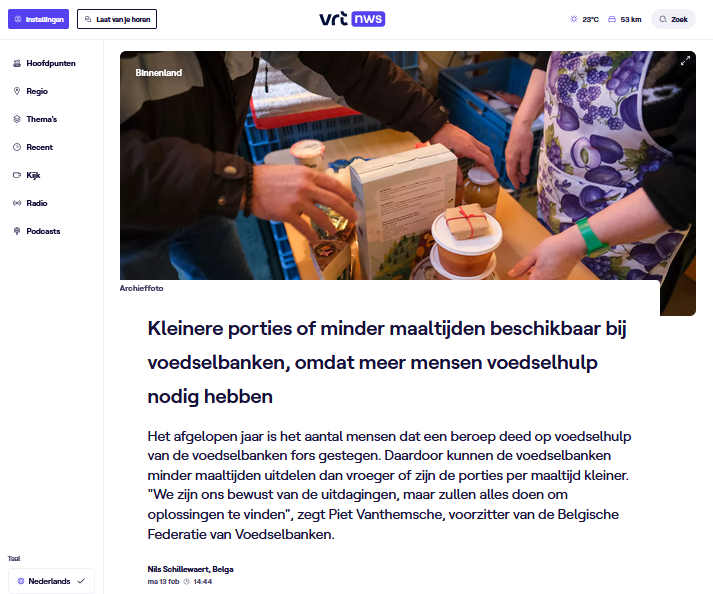 Instellingen
Laat van je horen
vrt nws
23°C
53 km
Zoek
Hoofdpunten
Regio
Thema's
Recent
Kijk
Radio
Podcasts
Binnenland
Archieffoto
Kleinere porties of minder maaltijden beschikbaar bij
voedselbanken, omdat meer mensen voedselhulp
nodig hebben
Het afgelopen jaar is het aantal mensen dat een beroep deed op voedselhulp
van de voedselbanken fors gestegen. Daardoor kunnen de voedselbanken
minder maaltijden uitdelen dan vroeger of zijn de porties per maaltijd kleiner.
"We zijn ons bewust van de uitdagingen, maar zullen alles doen om
oplossingen te vinden", zegt Piet Vanthemsche, voorzitter van de Belgische
Federatie van Voedselbanken.
Nils Schillewaert, Belga
ma 13 feb 14:44
Taal
Nederlands